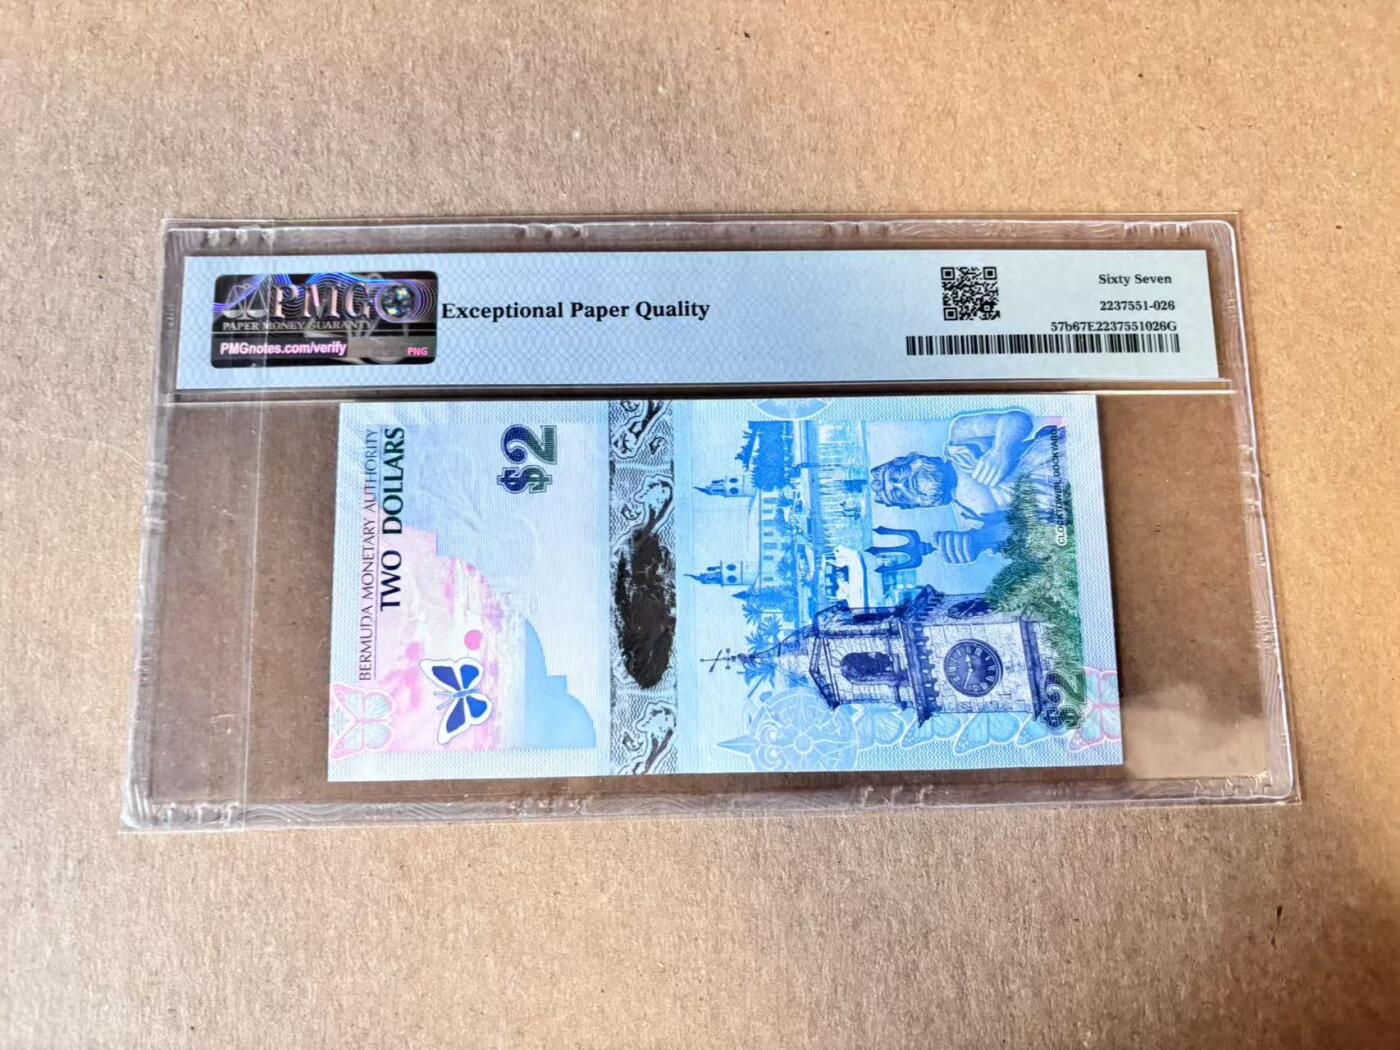 PMG
PAPER MONEY GUARANTY
PMGnotes.com/verify
PNG
Exceptional Paper Quality
Sixty Seven
2237551-026
57b67E2237551026G
BERMUDA MONETARY AUTHORITY
TWO DOLLARS
$2
CLOCKTOWER, DOCKYARD
$2